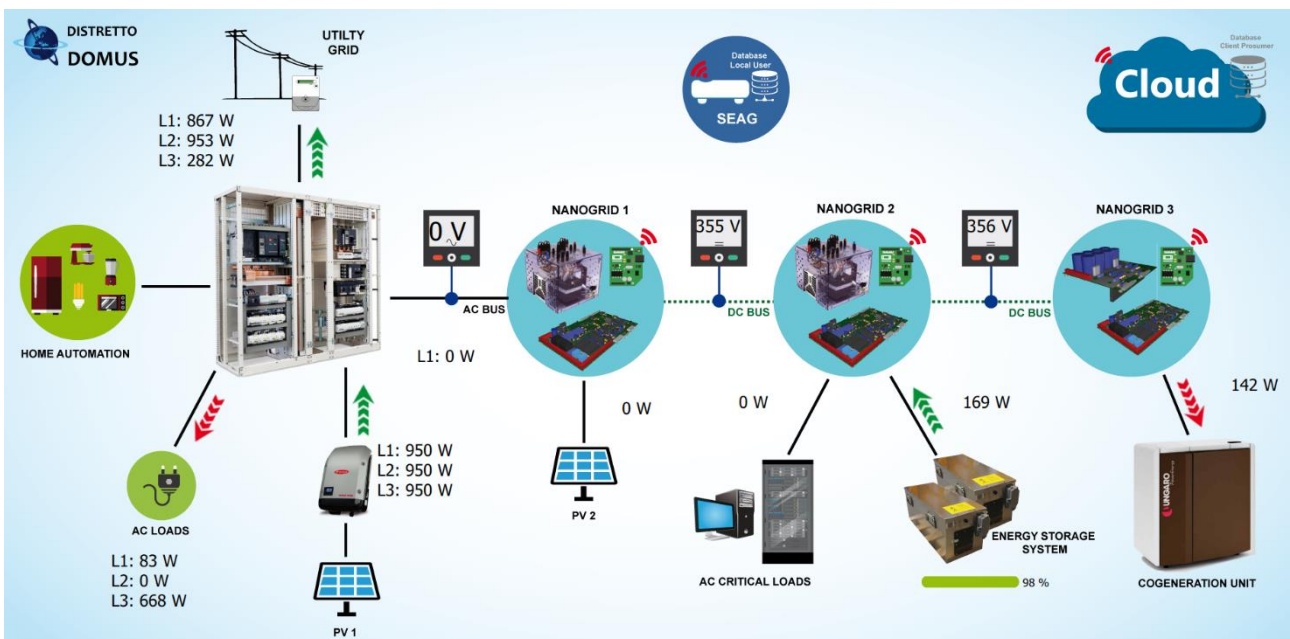 DISTRETTO
DOMUS
UTILTY
GRID
L1: 867 W
L2: 953 W
L3: 282 W
Database
Local User
SEAG
Database
Client Prosumer
Cloud
HOME AUTOMATION
0 V
AC BUS
L1: 0 W
NANOGRID 1
355 V
DC BUS
NANOGRID 2
356 V
DC BUS
NANOGRID 3
AC LOADS
L1: 83 W
L2: 0 W
L3: 668 W
L1: 950 W
L2: 950 W
L3: 950 W
PV 1
0 W
PV 2
0 W
AC CRITICAL LOADS
169 W
ENERGY STORAGE
SYSTEM
98 %
142 W
UNGARO
COGENERATION UNIT